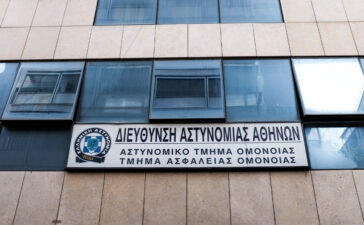 ΔΙΕΥΘΥΝΣΗ ΑΣΤΥΝΟΜΙΑΣ ΑΘΗΝΩΝ
ΑΣΤΥΝΟΜΙΚΟ ΤΜΗΜΑ ΟΜΟΝΟΙΑΣ
ΤΜΗΜΑ ΑΣΦΑΛΕΙΑΣ ΟΜΟΝΟΙΑΣ